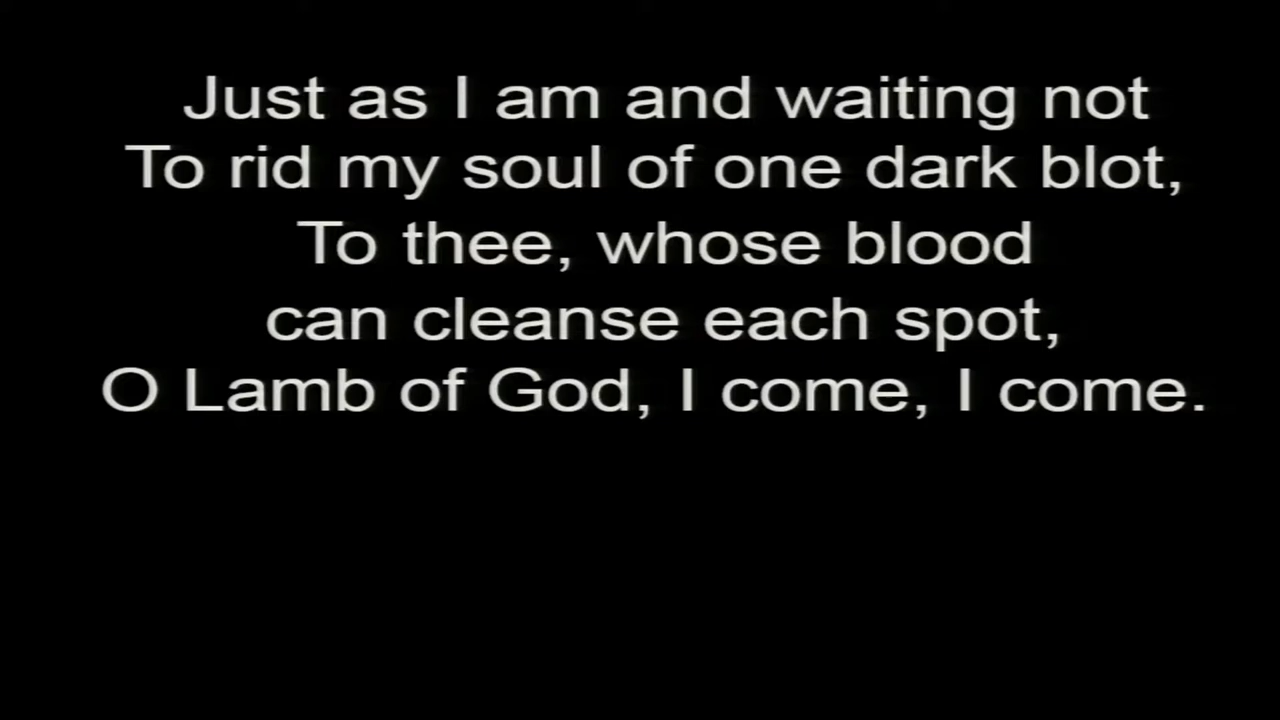 Just as I am and waiting not
To rid my soul of one dark blot,
To thee, whose blood
can cleanse each spot,
O Lamb of God, I come, I come.